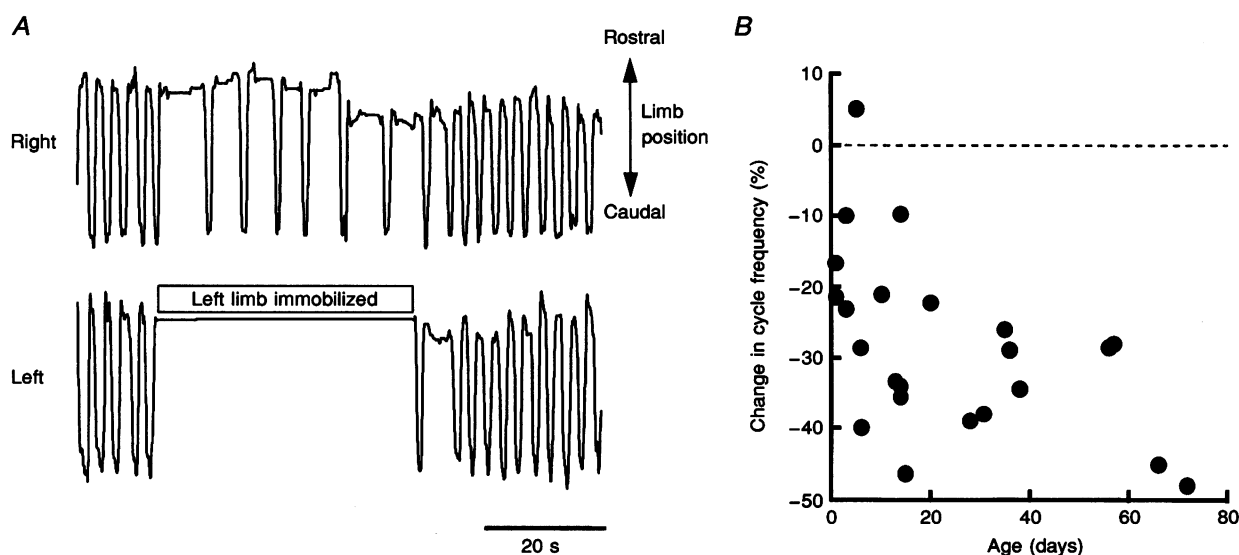 A
Rostral
Limb
position
Caudal
Right
Left limb immobilized
Left
20 s
B
Change in cycle frequency (%)
10
0
−10
−20
−30
−40
−50
0
20
40
60
80
Age (days)